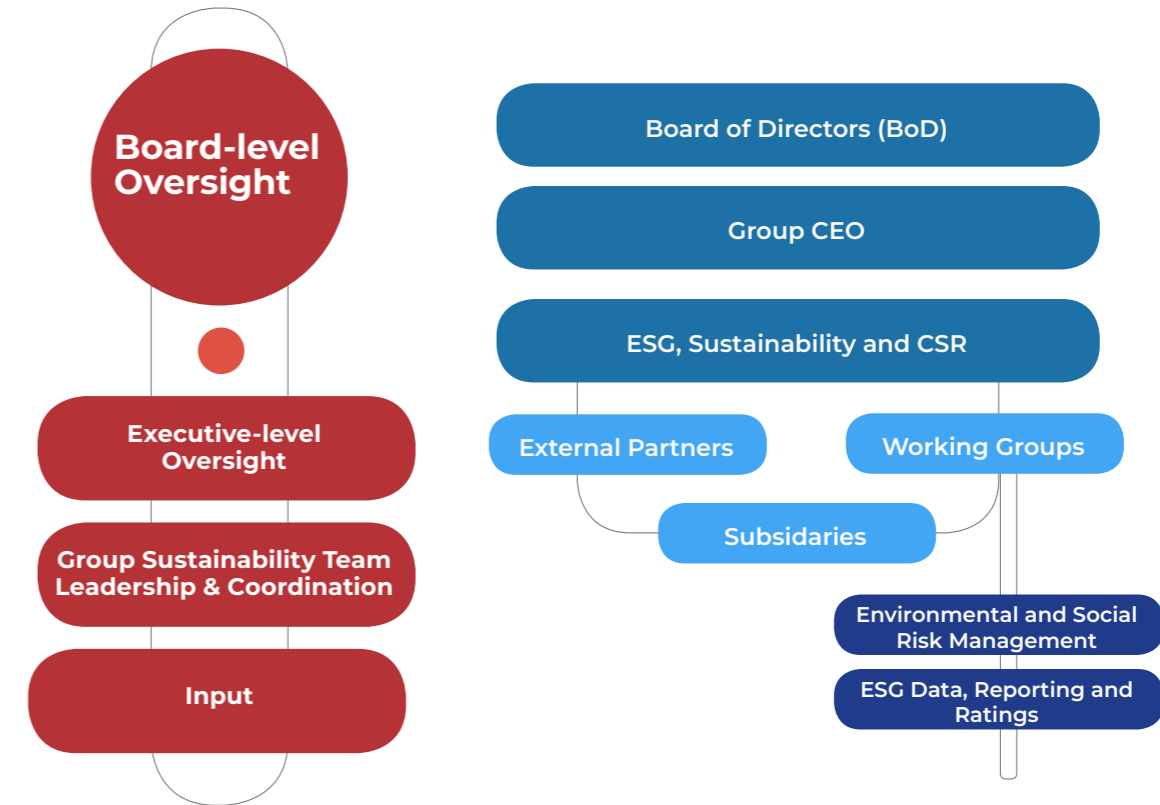 Board-level
Oversight
Executive-level
Oversight
Group Sustainability Team
Leadership & Coordination
Input
Board of Directors (BoD)
Group CEO
ESG, Sustainability and CSR
External Partners
Working Groups
Subsidaries
Environmental and Social
Risk Management
ESG Data, Reporting and
Ratings